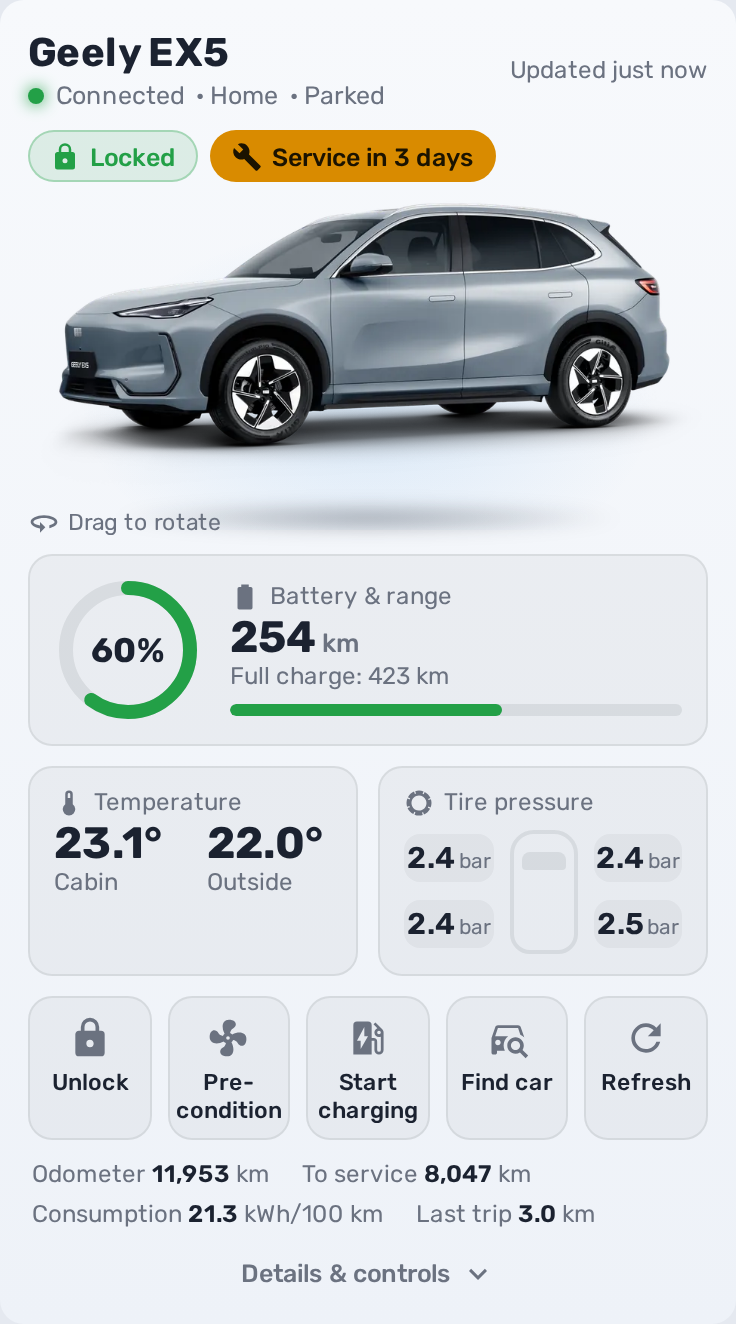 Geely EX5
Updated just now
Connected • Home • Parked
Locked
Service in 3 days
GEELY EX5
Drag to rotate
60%
Battery & range
254 km
Full charge: 423 km
Temperature
23.1° 22.0°
Cabin Outside
Tire pressure
2.4 bar 2.4 bar
2.4 bar 2.5 bar
Unlock
Pre-
condition
Start
charging
Find car
Refresh
Odometer 11,953 km To service 8,047 km
Consumption 21.3 kWh/100 km Last trip 3.0 km
Details & controls